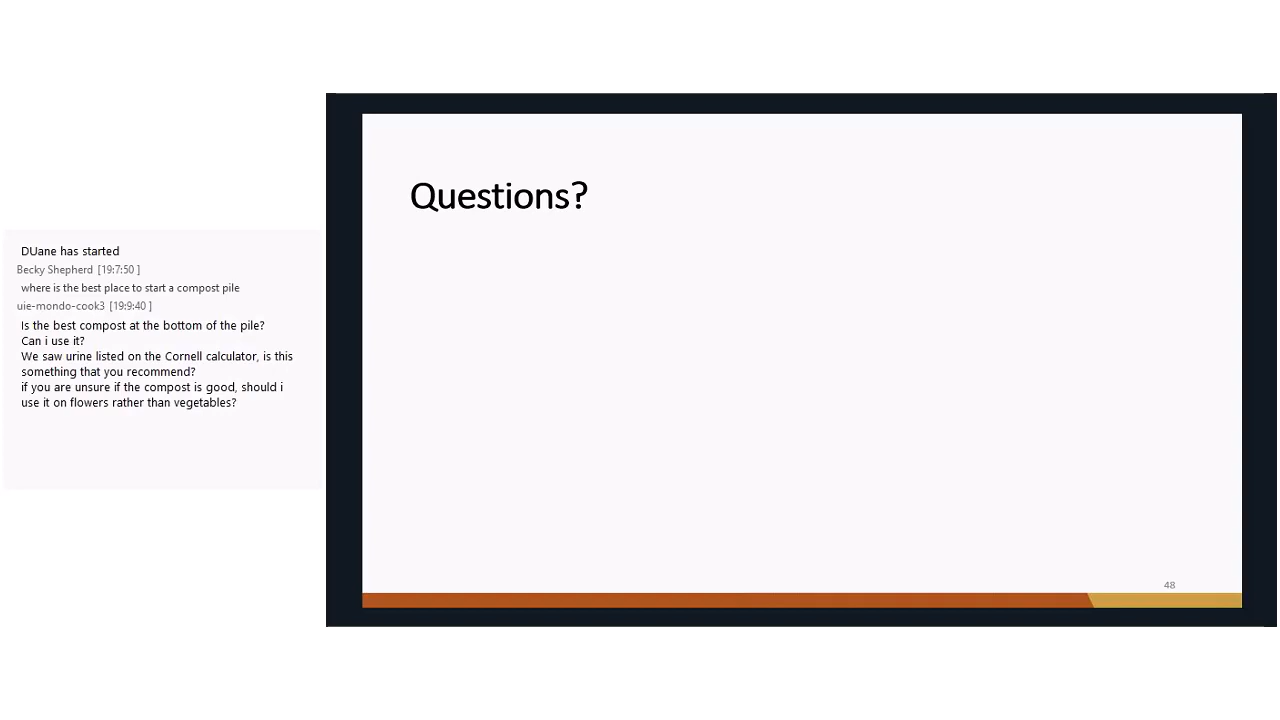 DUane has started
Becky Shepherd [19:7:50 ]
where is the best place to start a compost pile
uie-mondo-cook3 [19:9:40 ]
Is the best compost at the bottom of the pile?
Can i use it?
We saw urine listed on the Cornell calculator, is this
something that you recommend?
if you are unsure if the compost is good, should i
use it on flowers rather than vegetables?
Questions?
48